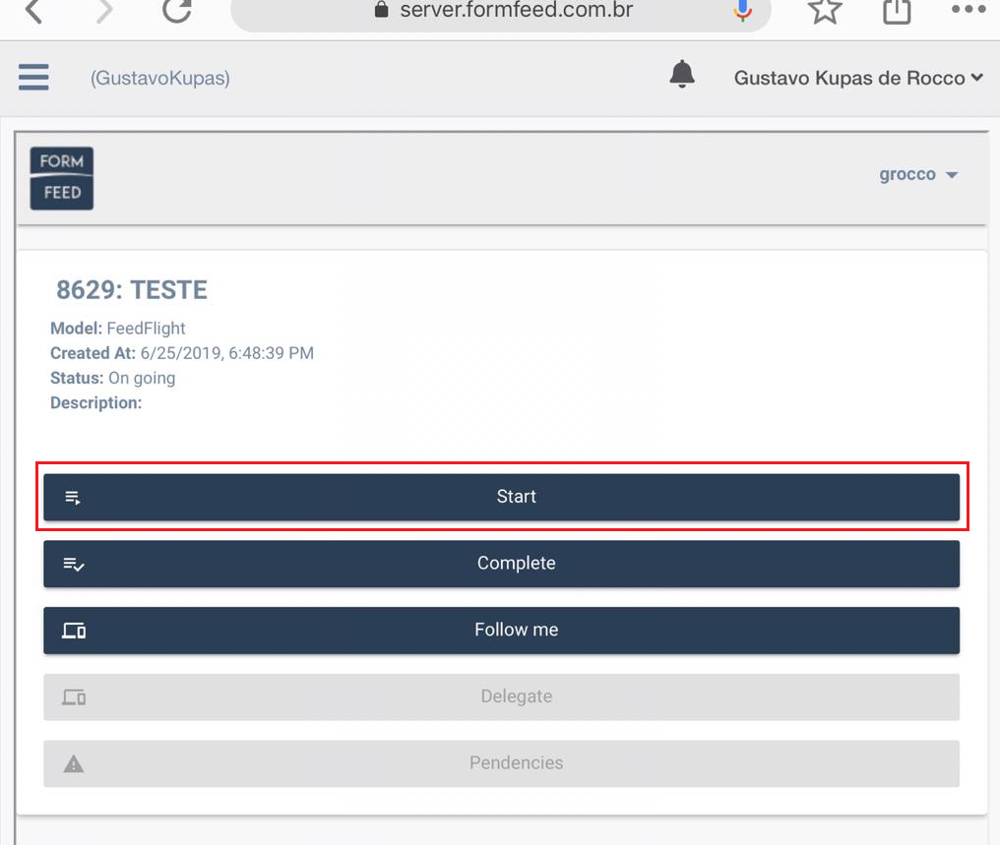 server.formfeed.com.br
(GustavoKupas)
Gustavo Kupas de Rocco
FORM
FEED
grocco
8629: TESTE
Model: FeedFlight
Created At: 6/25/2019, 6:48:39 PM
Status: On going
Description:
Start
Complete
Follow me
Delegate
Pendencies